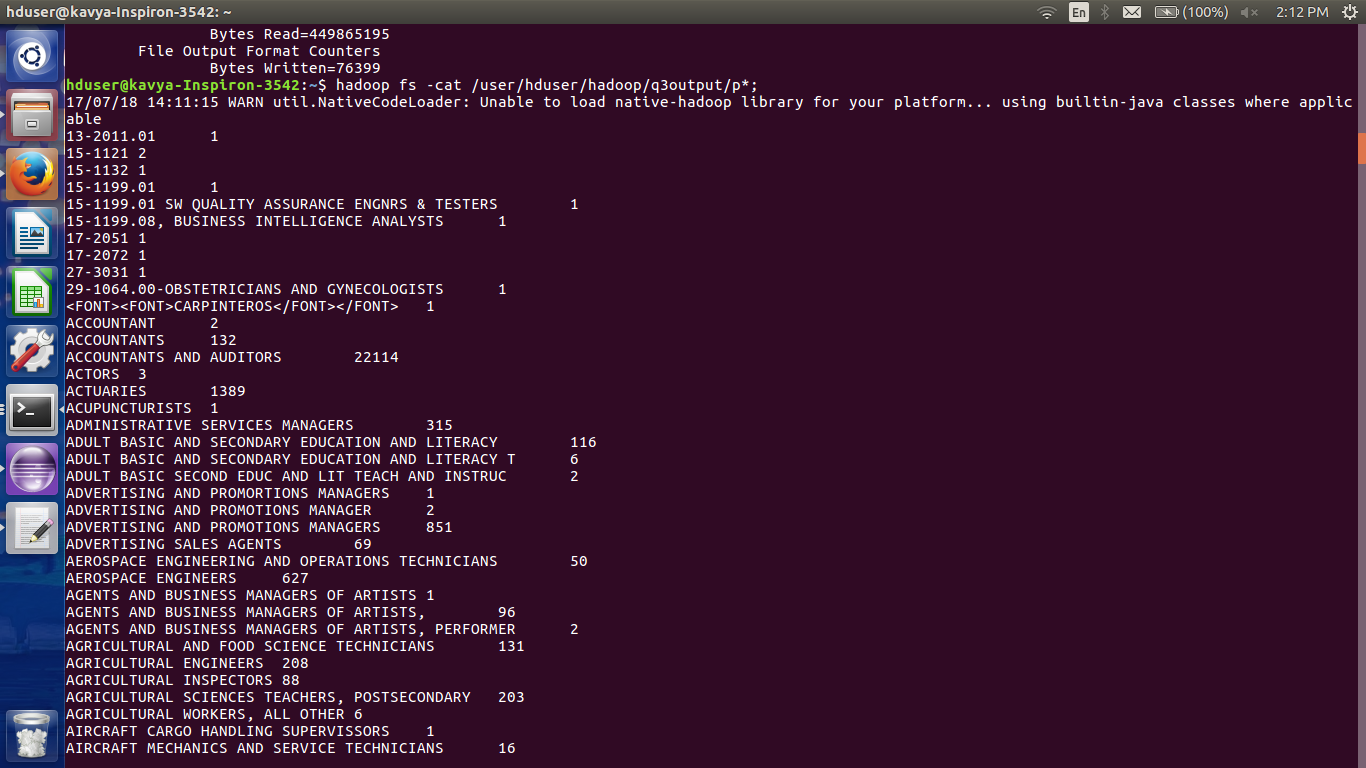 hduser@kavya-Inspiron-3542: ~
En
(100%)
2:12 PM
Bytes Read=449865195
File Output Format Counters
Bytes Written=76399
hduser@kavya-Inspiron-3542:~$ hadoop fs -cat /user/hduser/hadoop/q3output/p*;
17/07/18 14:11:15 WARN util.NativeCodeLoader: Unable to load native-hadoop library for your platform... using builtin-java classes where applic
able
13-2011.01 1
15-1121 2
15-1132 1
15-1199.01 1
15-1199.01 SW QUALITY ASSURANCE ENGNRS & TESTERS 1
15-1199.08, BUSINESS INTELLIGENCE ANALYSTS 1
17-2051 1
17-2072 1
27-3031 1
29-1064.00-OBSTETRICIANS AND GYNECOLOGISTS 1
<FONT><FONT>CARPINTEROS</FONT></FONT> 1
ACCOUNTANT 2
ACCOUNTANTS 132
ACCOUNTANTS AND AUDITORS 22114
ACTORS 3
ACTUARIES 1389
ACUPUNCTURISTS 1
ADMINISTRATIVE SERVICES MANAGERS 315
ADULT BASIC AND SECONDARY EDUCATION AND LITERACY 116
ADULT BASIC AND SECONDARY EDUCATION AND LITERACY T 6
ADULT BASIC SECOND EDUC AND LIT TEACH AND INSTRUC 2
ADVERTISING AND PROMORTIONS MANAGERS 1
ADVERTISING AND PROMOTIONS MANAGER 2
ADVERTISING AND PROMOTIONS MANAGERS 851
ADVERTISING SALES AGENTS 69
AEROSPACE ENGINEERING AND OPERATIONS TECHNICIANS 50
AEROSPACE ENGINEERS 627
AGENTS AND BUSINESS MANAGERS OF ARTISTS 1
AGENTS AND BUSINESS MANAGERS OF ARTISTS, 96
AGENTS AND BUSINESS MANAGERS OF ARTISTS, PERFORMER 2
AGRICULTURAL AND FOOD SCIENCE TECHNICIANS 131
AGRICULTURAL ENGINEERS 208
AGRICULTURAL INSPECTORS 88
AGRICULTURAL SCIENCES TEACHERS, POSTSECONDARY 203
AGRICULTURAL WORKERS, ALL OTHER 6
AIRCRAFT CARGO HANDLING SUPERVISSORS 1
AIRCRAFT MECHANICS AND SERVICE TECHNICIANS 16